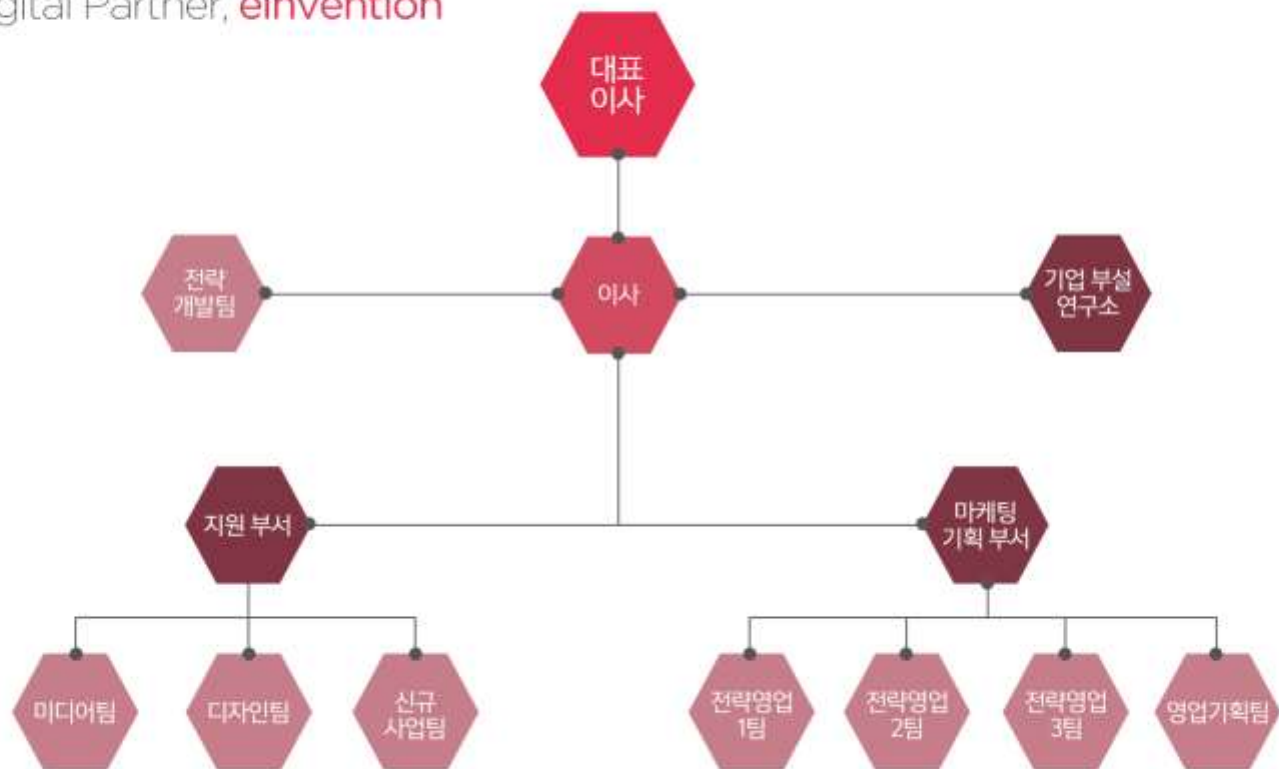 gital Partner, einvention
대표
이사
전략
개발팀
이사
기업 부설
연구소
지원 부서
마케팅
기획 부서
미디어팀
디자인팀
신규
사업팀
전략영업
1팀
전략영업
2팀
전략영업
3팀
영업기획팀